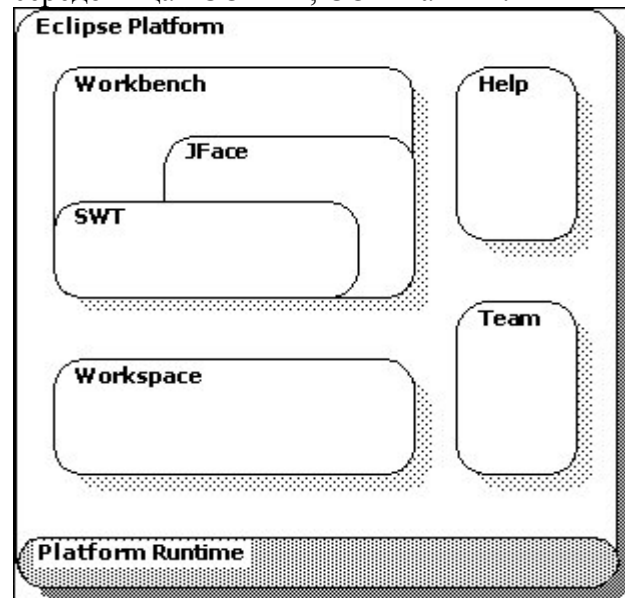 Eclipse Platform
Workbench
Help
JFace
SWT
Team
Workspace
Platform Runtime